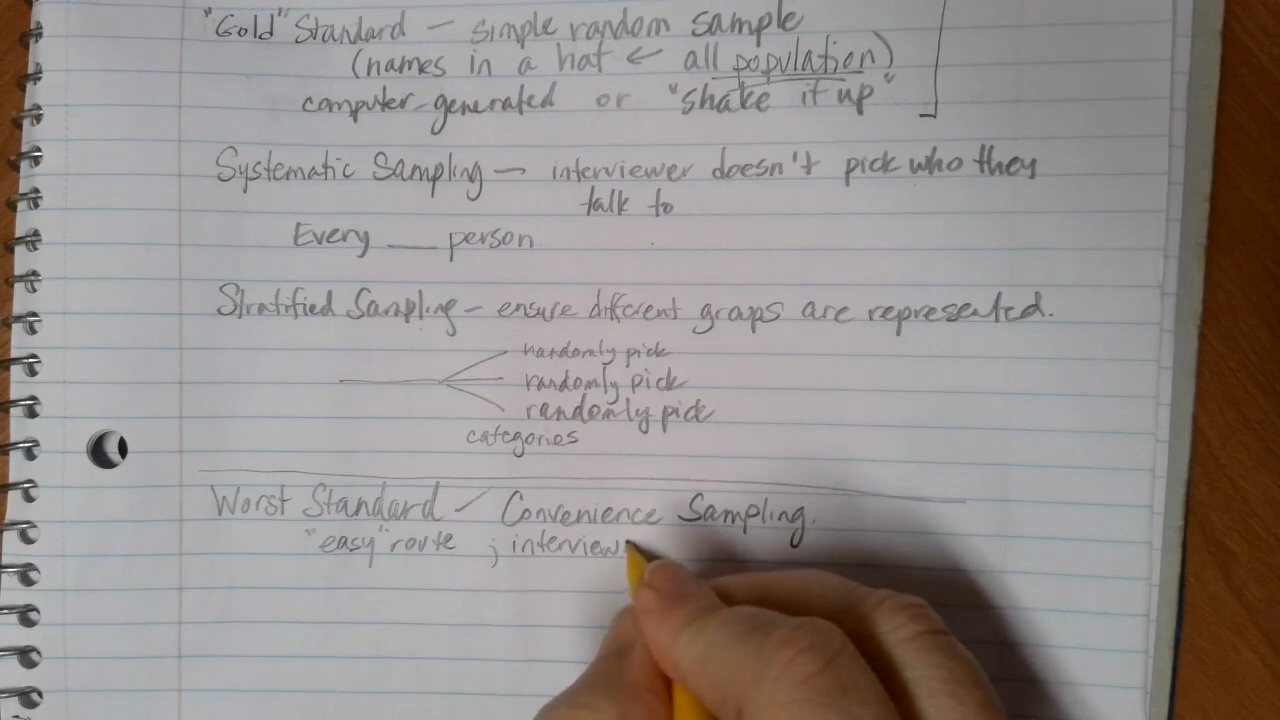 "Gold" Standard – simple random sample
(names in a hat ← all population)
computer-generated or "shake it up"
Systematic Sampling – interviewer doesn't pick who they
talk to
Every ___ person
Stratified Sampling – ensure different groups are represented.
randomly pick
randomly pick
randomly pick
categories
Worst Standard – Convenience Sampling.
"easy" route ; interview